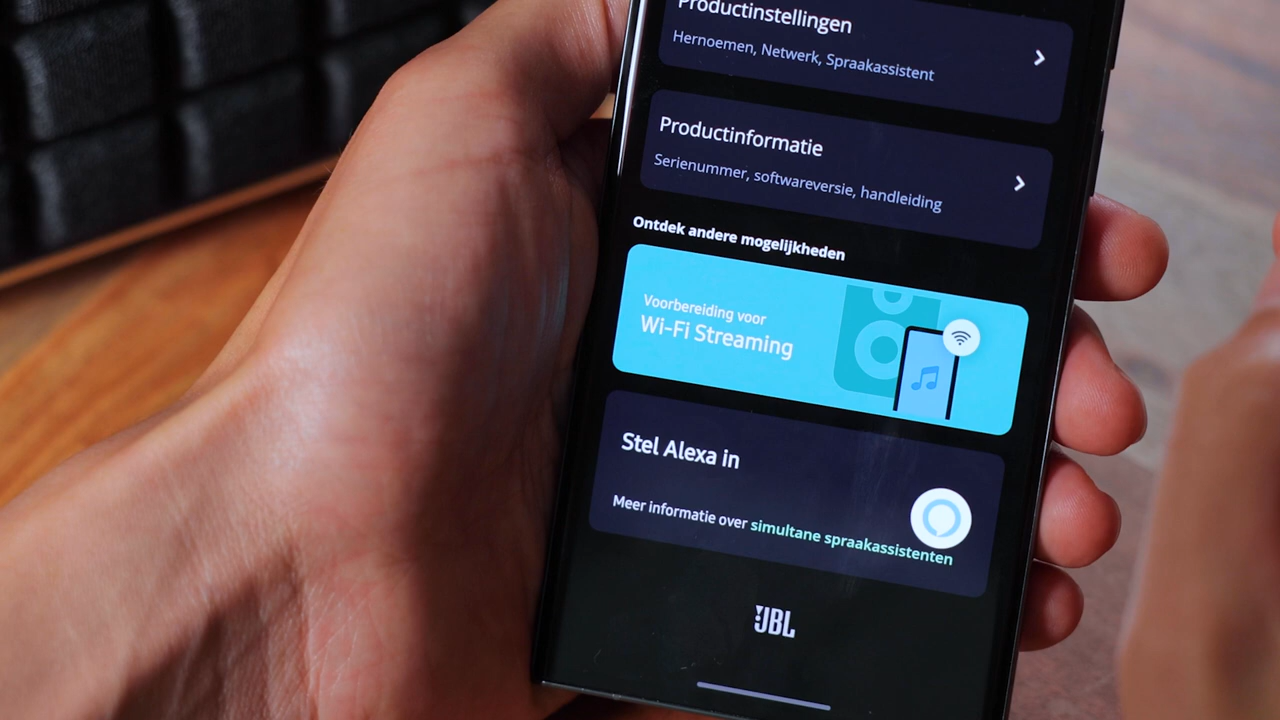 Productinstellingen
Hernoemen, Netwerk, Spraakassistent
Productinformatie
Serienummer, softwareversie, handleiding
Ontdek andere mogelijkheden
Voorbereiding voor
Wi-Fi Streaming
Stel Alexa in
Meer informatie over simultane spraakassistenten
JBL